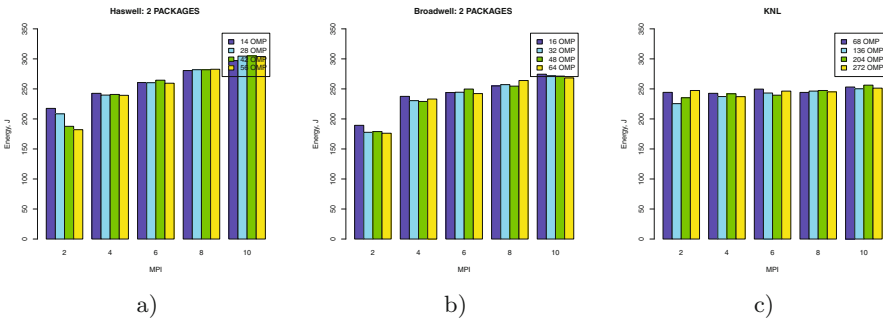 Haswell: 2 PACKAGES
350
300
250
200
150
100
50
0
Energy, J
14 OMP
28 OMP
42 OMP
56 OMP
2 4 6 8 10
MPI
a)
Broadwell: 2 PACKAGES
350
300
250
200
150
100
50
0
Energy, J
16 OMP
32 OMP
48 OMP
64 OMP
2 4 6 8 10
MPI
b)
KNL
350
300
250
200
150
100
50
0
Energy, J
68 OMP
136 OMP
204 OMP
272 OMP
2 4 6 8 10
MPI
c)